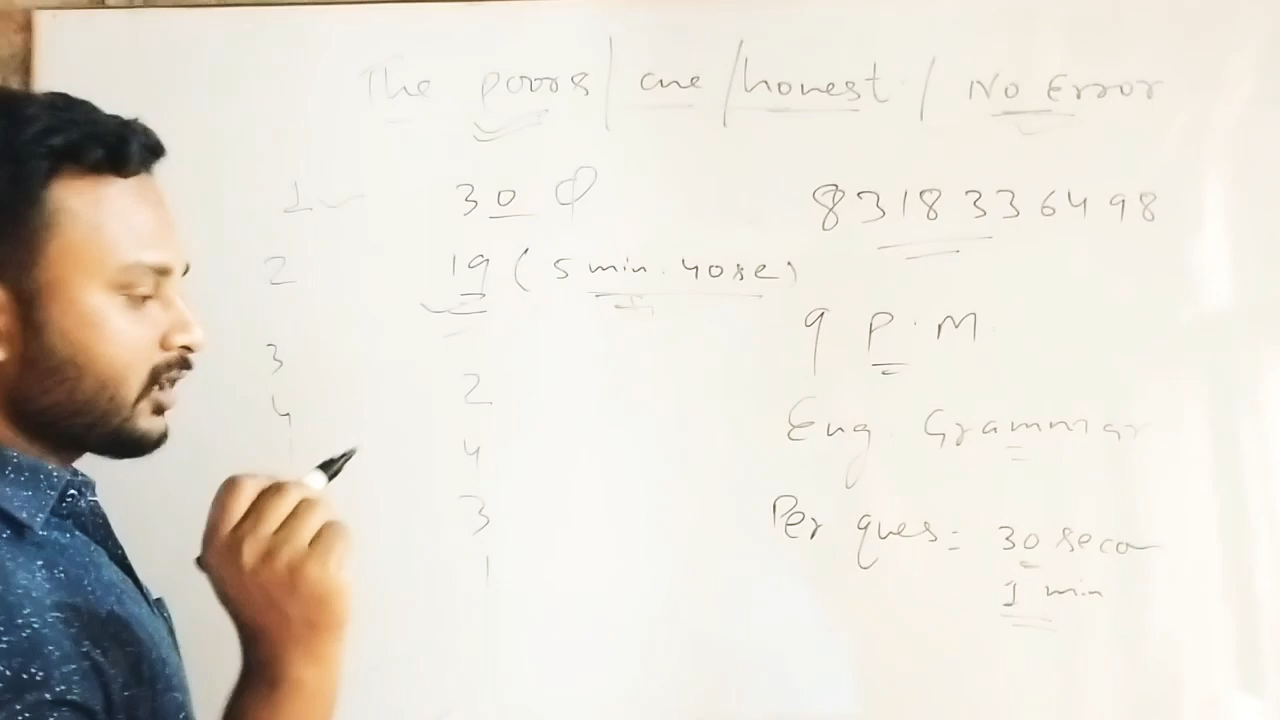 The poors / are / honest / No Error
1 30 Q 8318336498
2 19 ( 5 min. 40 se)
9 P.M
3 2
4 4
Eng. Grammar
3
Per ques = 30 secon
1
1 min